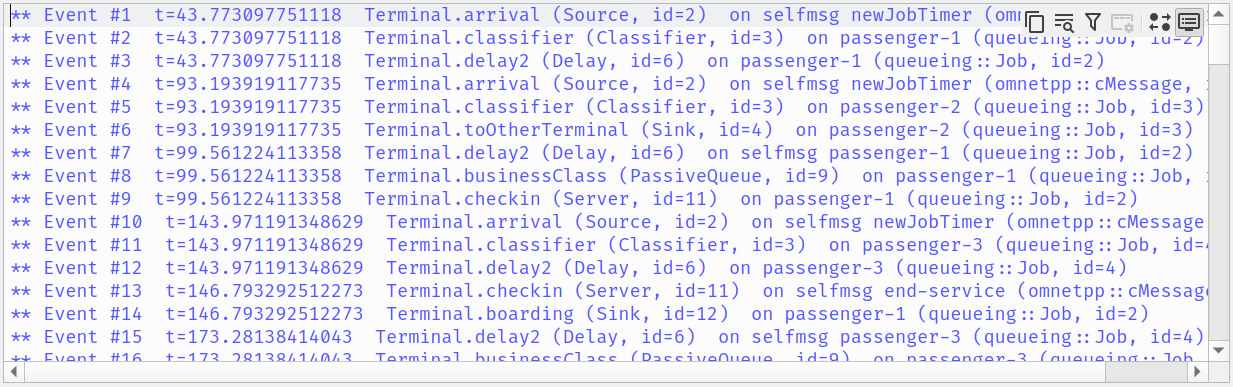 ** Event #1  t=43.773097751118  Terminal.arrival (Source, id=2)  on selfmsg newJobTimer
** Event #2  t=43.773097751118  Terminal.classifier (Classifier, id=3)  on passenger-1 (queueing::Job, id=2)
** Event #3  t=43.773097751118  Terminal.delay2 (Delay, id=6)  on passenger-1 (queueing::Job, id=2)
** Event #4  t=93.193919117735  Terminal.arrival (Source, id=2)  on selfmsg newJobTimer (omnetpp::cMessage,
** Event #5  t=93.193919117735  Terminal.classifier (Classifier, id=3)  on passenger-2 (queueing::Job, id=3)
** Event #6  t=93.193919117735  Terminal.toOtherTerminal (Sink, id=4)  on passenger-2 (queueing::Job, id=3)
** Event #7  t=99.561224113358  Terminal.delay2 (Delay, id=6)  on selfmsg passenger-1 (queueing::Job, id=2)
** Event #8  t=99.561224113358  Terminal.businessClass (PassiveQueue, id=9)  on passenger-1 (queueing::Job,
** Event #9  t=99.561224113358  Terminal.checkin (Server, id=11)  on passenger-1 (queueing::Job, id=2)
** Event #10  t=143.971191348629  Terminal.arrival (Source, id=2)  on selfmsg newJobTimer (omnetpp::cMessage
** Event #11  t=143.971191348629  Terminal.classifier (Classifier, id=3)  on passenger-3 (queueing::Job, id=4
** Event #12  t=143.971191348629  Terminal.delay2 (Delay, id=6)  on passenger-3 (queueing::Job, id=4)
** Event #13  t=146.793292512273  Terminal.checkin (Server, id=11)  on selfmsg end-service (omnetpp::cMessage
** Event #14  t=146.793292512273  Terminal.boarding (Sink, id=12)  on passenger-1 (queueing::Job, id=2)
** Event #15  t=173.28138414043  Terminal.delay2 (Delay, id=6)  on selfmsg passenger-3 (queueing::Job, id=4)
** Event #16  t=173.28138414043  Terminal.businessClass (PassiveQueue, id=9)  on passenger-3 (queueing::Job,